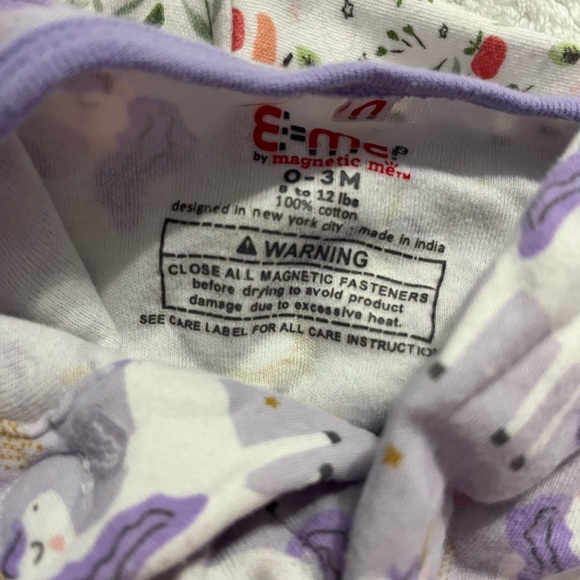 by magnetic me™
0-3M
8 to 12 lbs
100% cotton
designed in new york city · made in india
WARNING
CLOSE ALL MAGNETIC FASTENERS
before drying to avoid product
damage due to excessive heat.
SEE CARE LABEL FOR ALL CARE